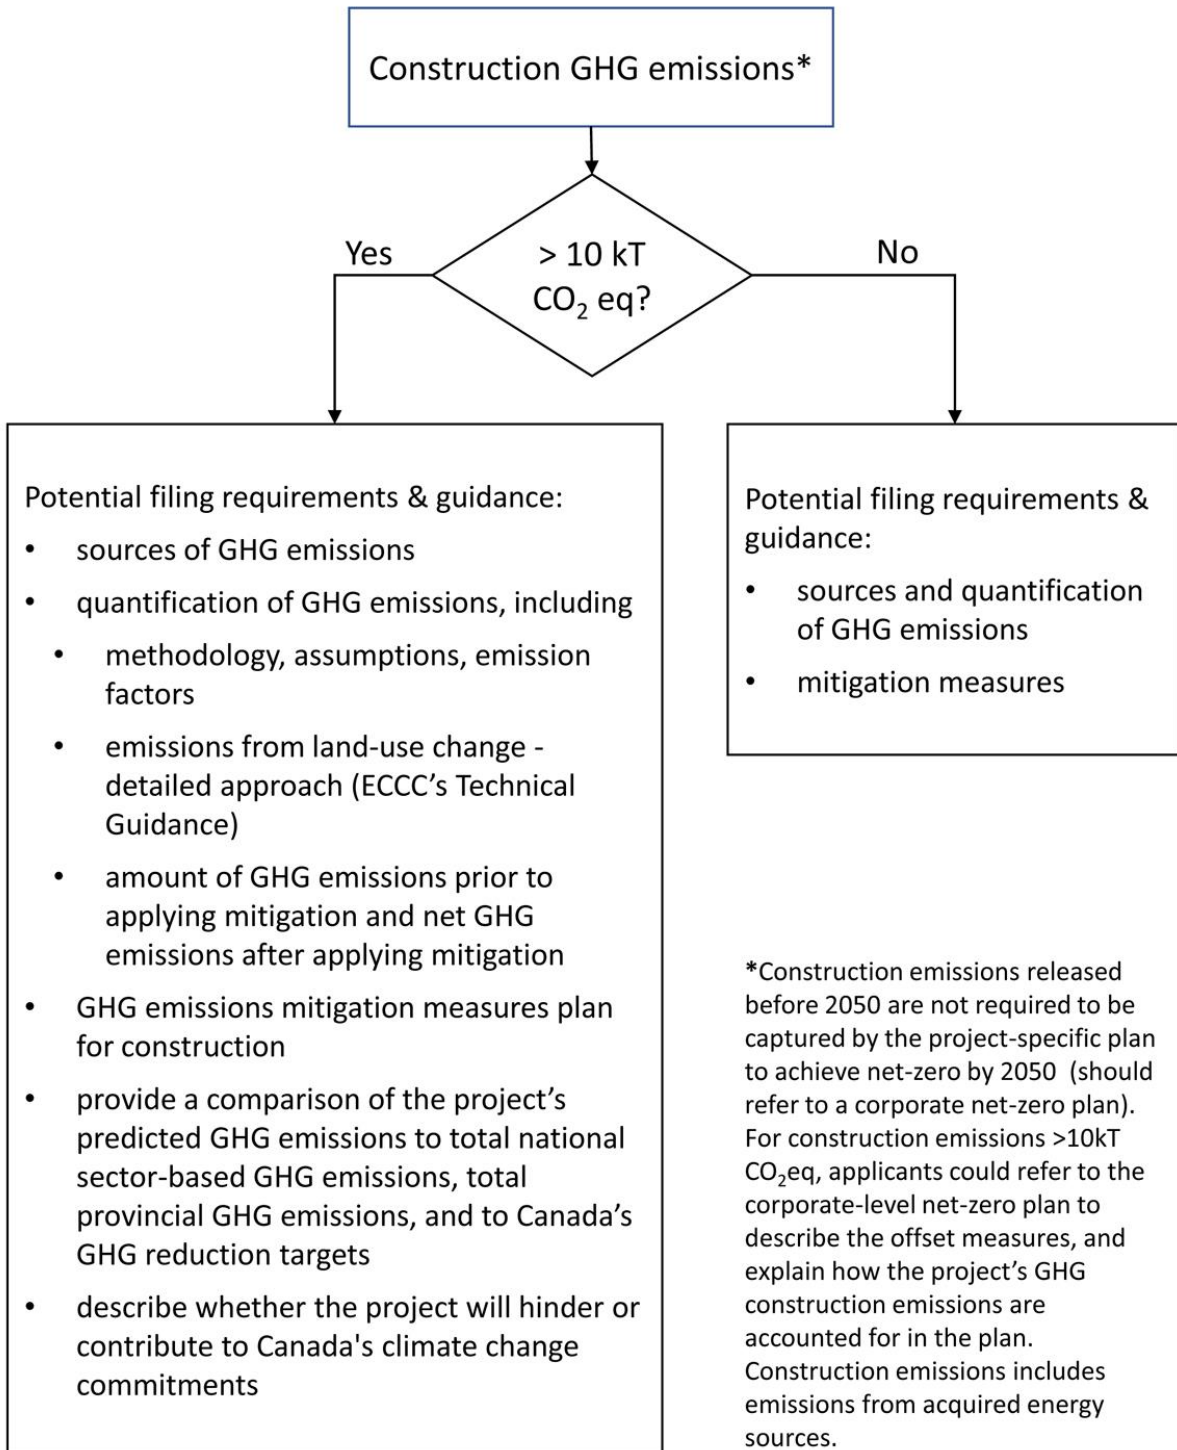 Construction GHG emissions*
Yes
> 10 kT
CO₂ eq?
No
Potential filing requirements & guidance:
• sources of GHG emissions
• quantification of GHG emissions, including
• methodology, assumptions, emission
factors
• emissions from land-use change -
detailed approach (ECCC’s Technical
Guidance)
• amount of GHG emissions prior to
applying mitigation and net GHG
emissions after applying mitigation
• GHG emissions mitigation measures plan
for construction
• provide a comparison of the project’s
predicted GHG emissions to total national
sector-based GHG emissions, total
provincial GHG emissions, and to Canada’s
GHG reduction targets
• describe whether the project will hinder or
contribute to Canada's climate change
commitments
Potential filing requirements &
guidance:
• sources and quantification
of GHG emissions
• mitigation measures
*Construction emissions released
before 2050 are not required to be
captured by the project-specific plan
to achieve net-zero by 2050 (should
refer to a corporate net-zero plan).
For construction emissions >10kT
CO₂eq, applicants could refer to the
corporate-level net-zero plan to
describe the offset measures, and
explain how the project’s GHG
construction emissions are
accounted for in the plan.
Construction emissions includes
emissions from acquired energy
sources.